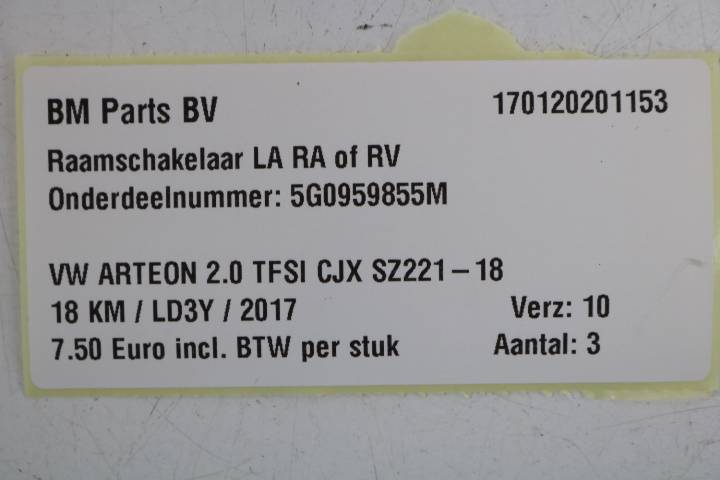 BM Parts BV 170120201153
Raamschakelaar LA RA of RV
Onderdeelnummer: 5G0959855M
VW ARTEON 2.0 TFSI CJX SZ221-18
18 KM / LD3Y / 2017 Verz: 10
7.50 Euro incl. BTW per stuk Aantal: 3